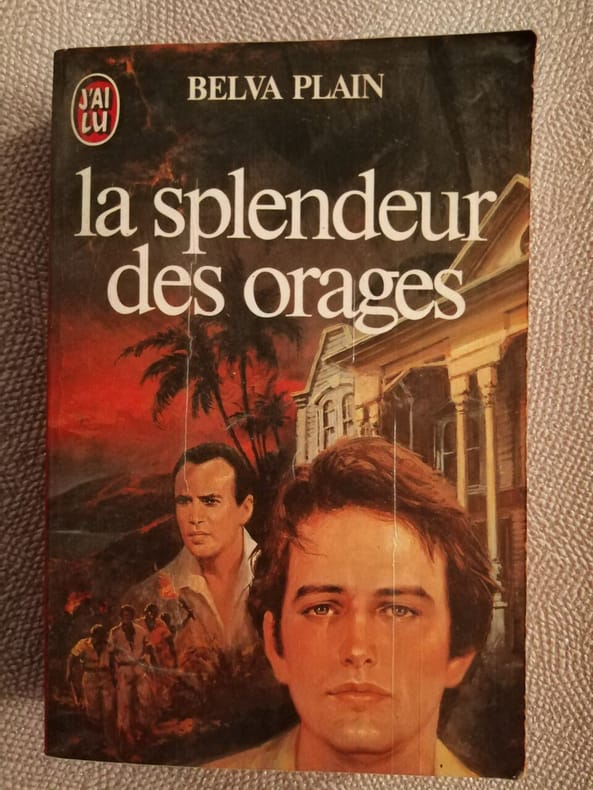 J'AI
LU
BELVA PLAIN
la splendeur
des orages